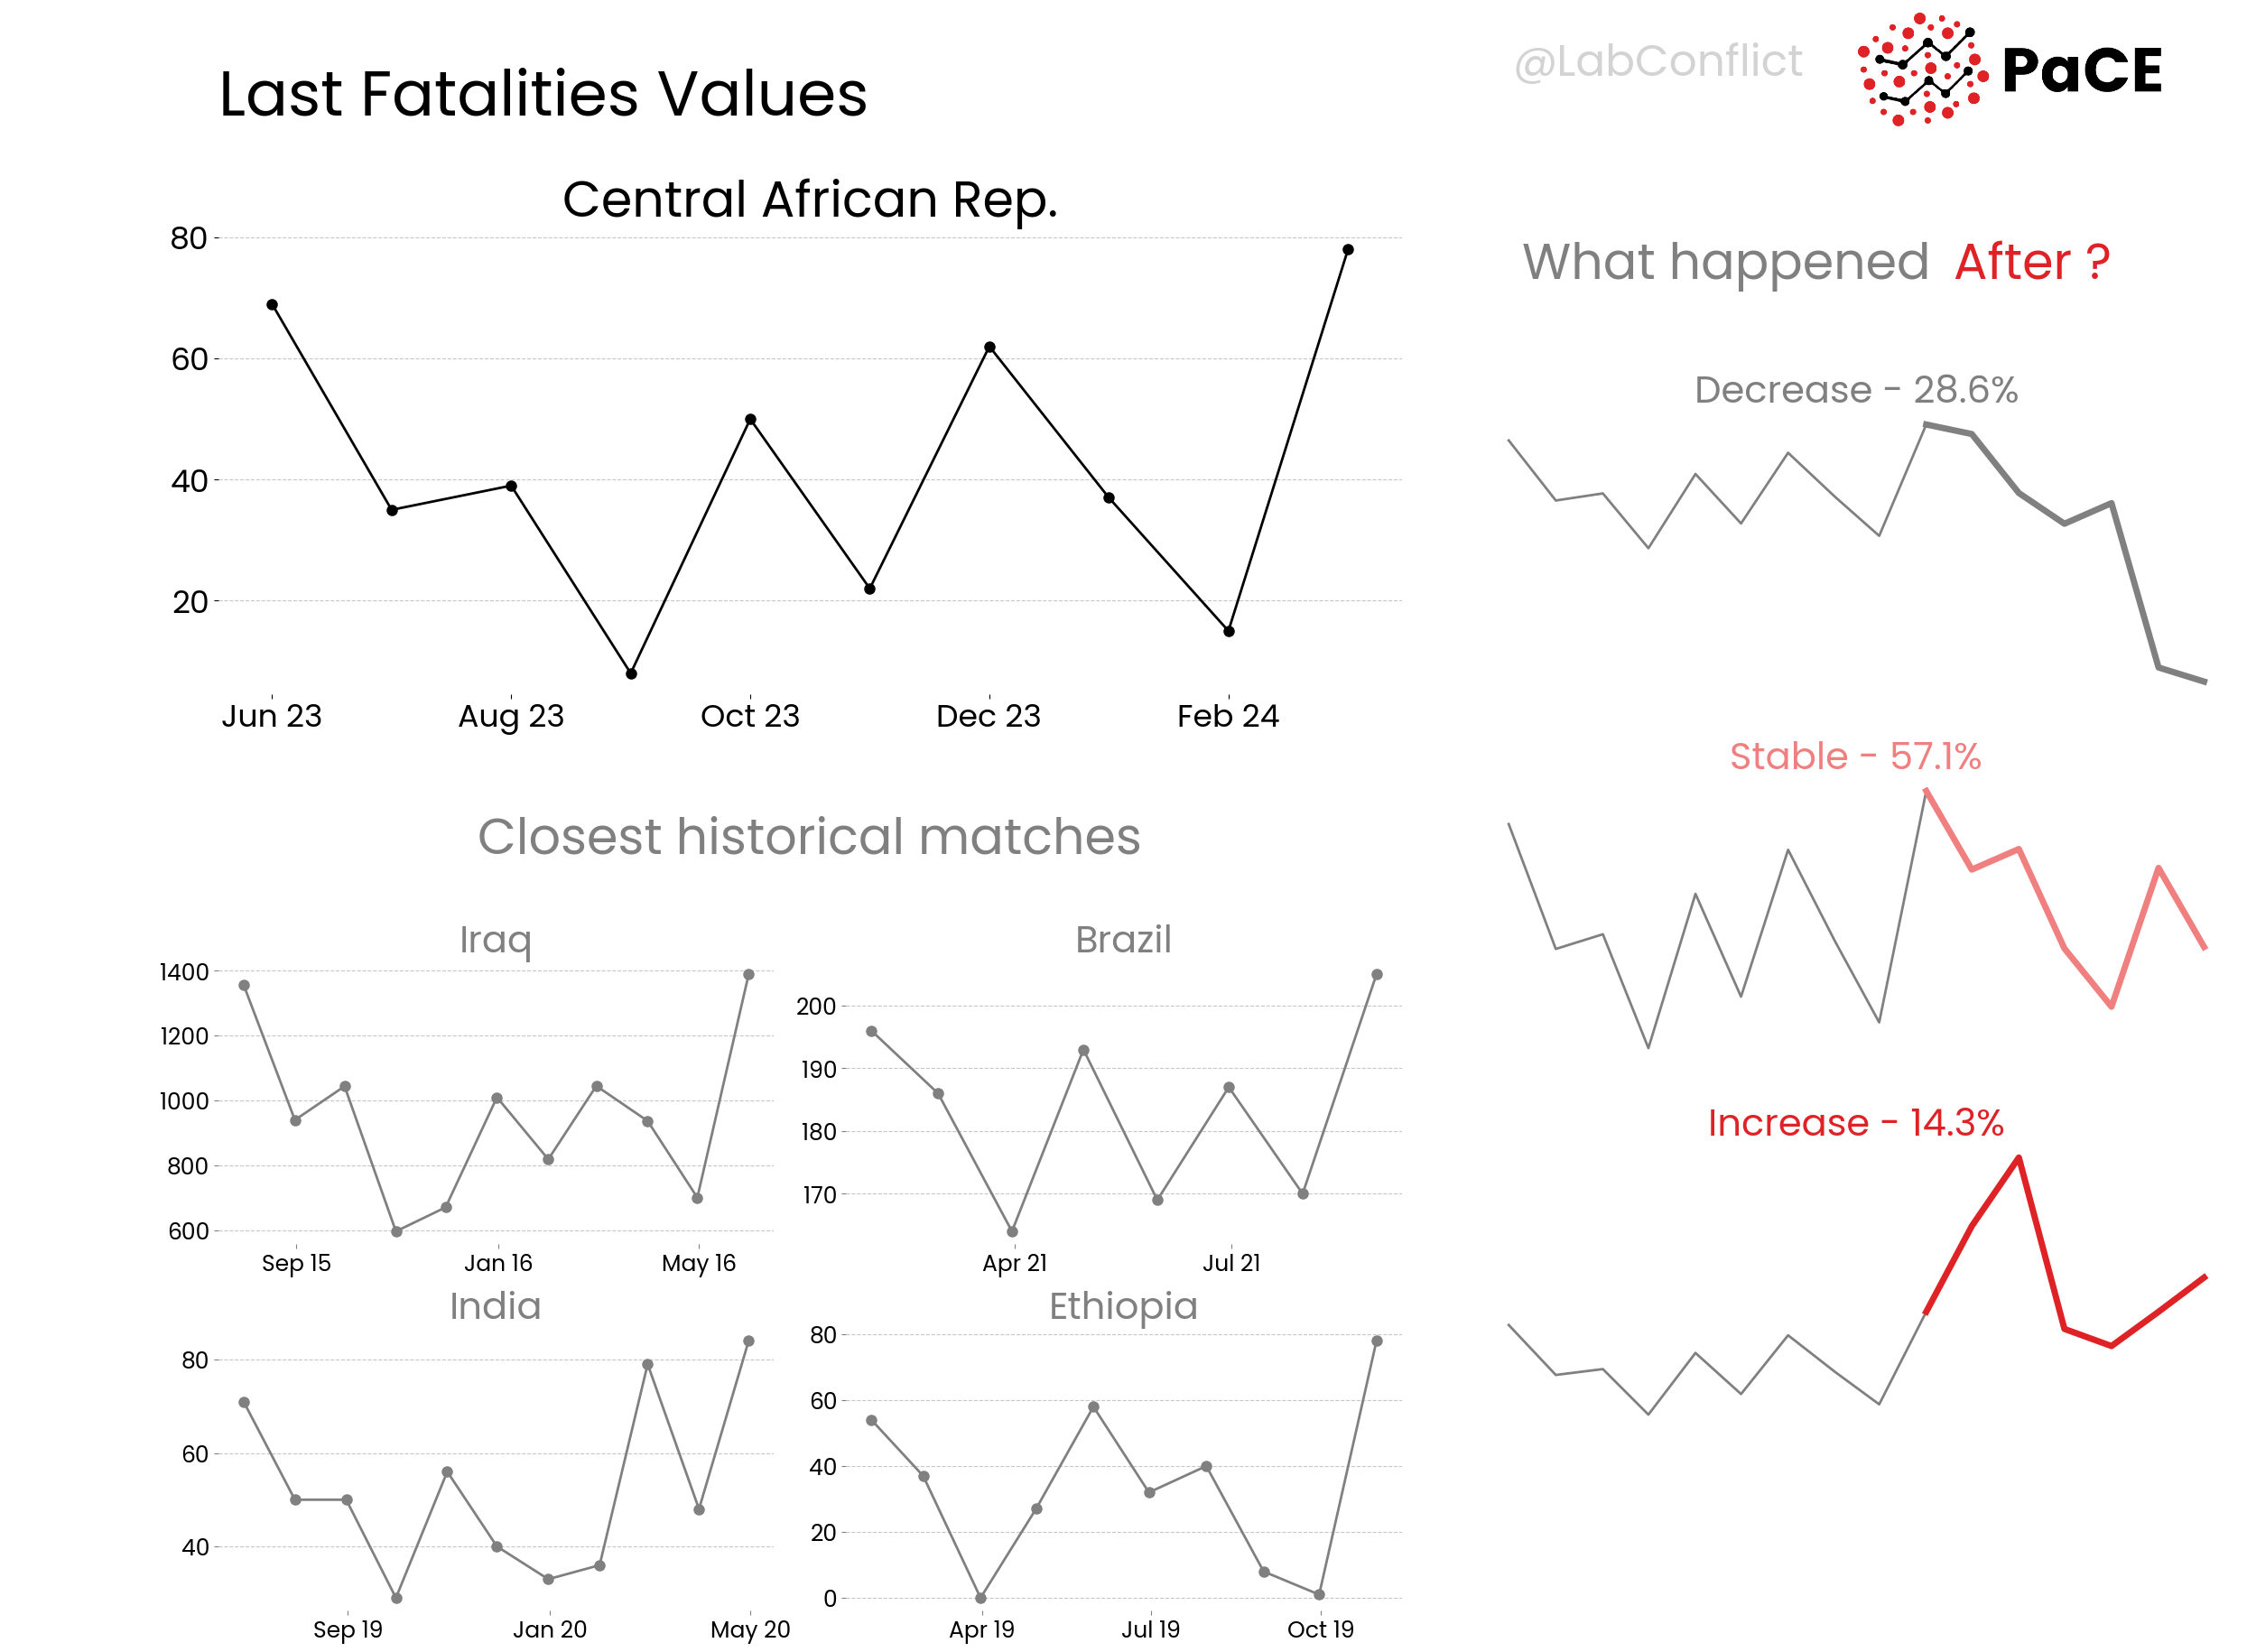 @LabConflict
PaCE
Last Fatalities Values
Central African Rep.
80
60
40
20
Jun 23 Aug 23 Oct 23 Dec 23 Feb 24
What happened After ?
Decrease - 28.6%
Stable - 57.1%
Increase - 14.3%
Closest historical matches
Iraq
1400
1200
1000
800
600
Sep 15 Jan 16 May 16
Brazil
200
190
180
170
Apr 21 Jul 21
India
80
60
40
Sep 19 Jan 20 May 20
Ethiopia
80
60
40
20
0
Apr 19 Jul 19 Oct 19